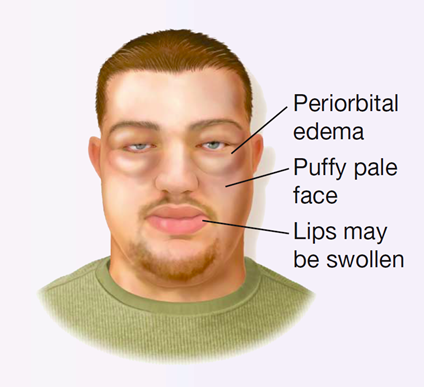 Periorbital
edema
Puffy pale
face
Lips may
be swollen